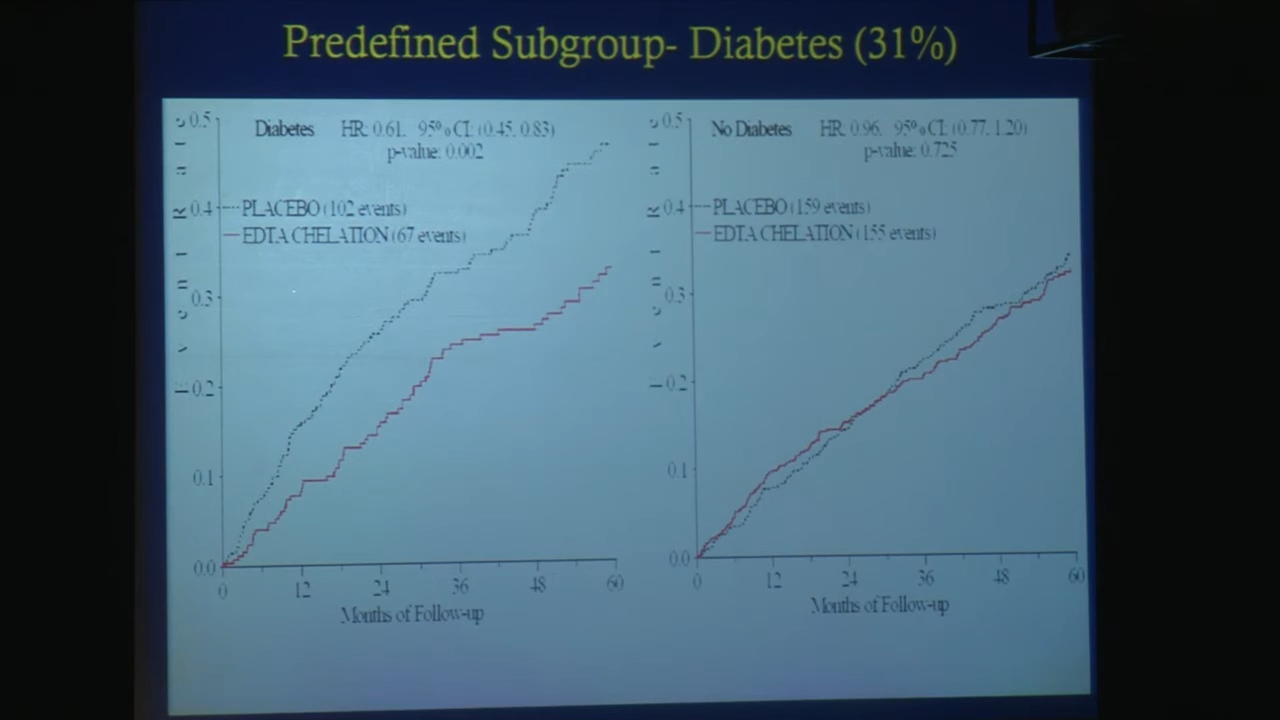 Predefined Subgroup- Diabetes (31%)
Diabetes HR: 0.61, 95% CI: (0.45, 0.83)
p-value: 0.002
PLACEBO (102 events)
EDTA CHELATION (67 events)
0.5
0.4
0.3
0.2
0.1
0.0
0 12 24 36 48 60
Months of Follow-up
No Diabetes HR: 0.96, 95% CI: (0.77, 1.20)
p-value: 0.725
PLACEBO (159 events)
EDTA CHELATION (155 events)
0.5
0.4
0.3
0.2
0.1
0.0
0 12 24 36 48 60
Months of Follow-up